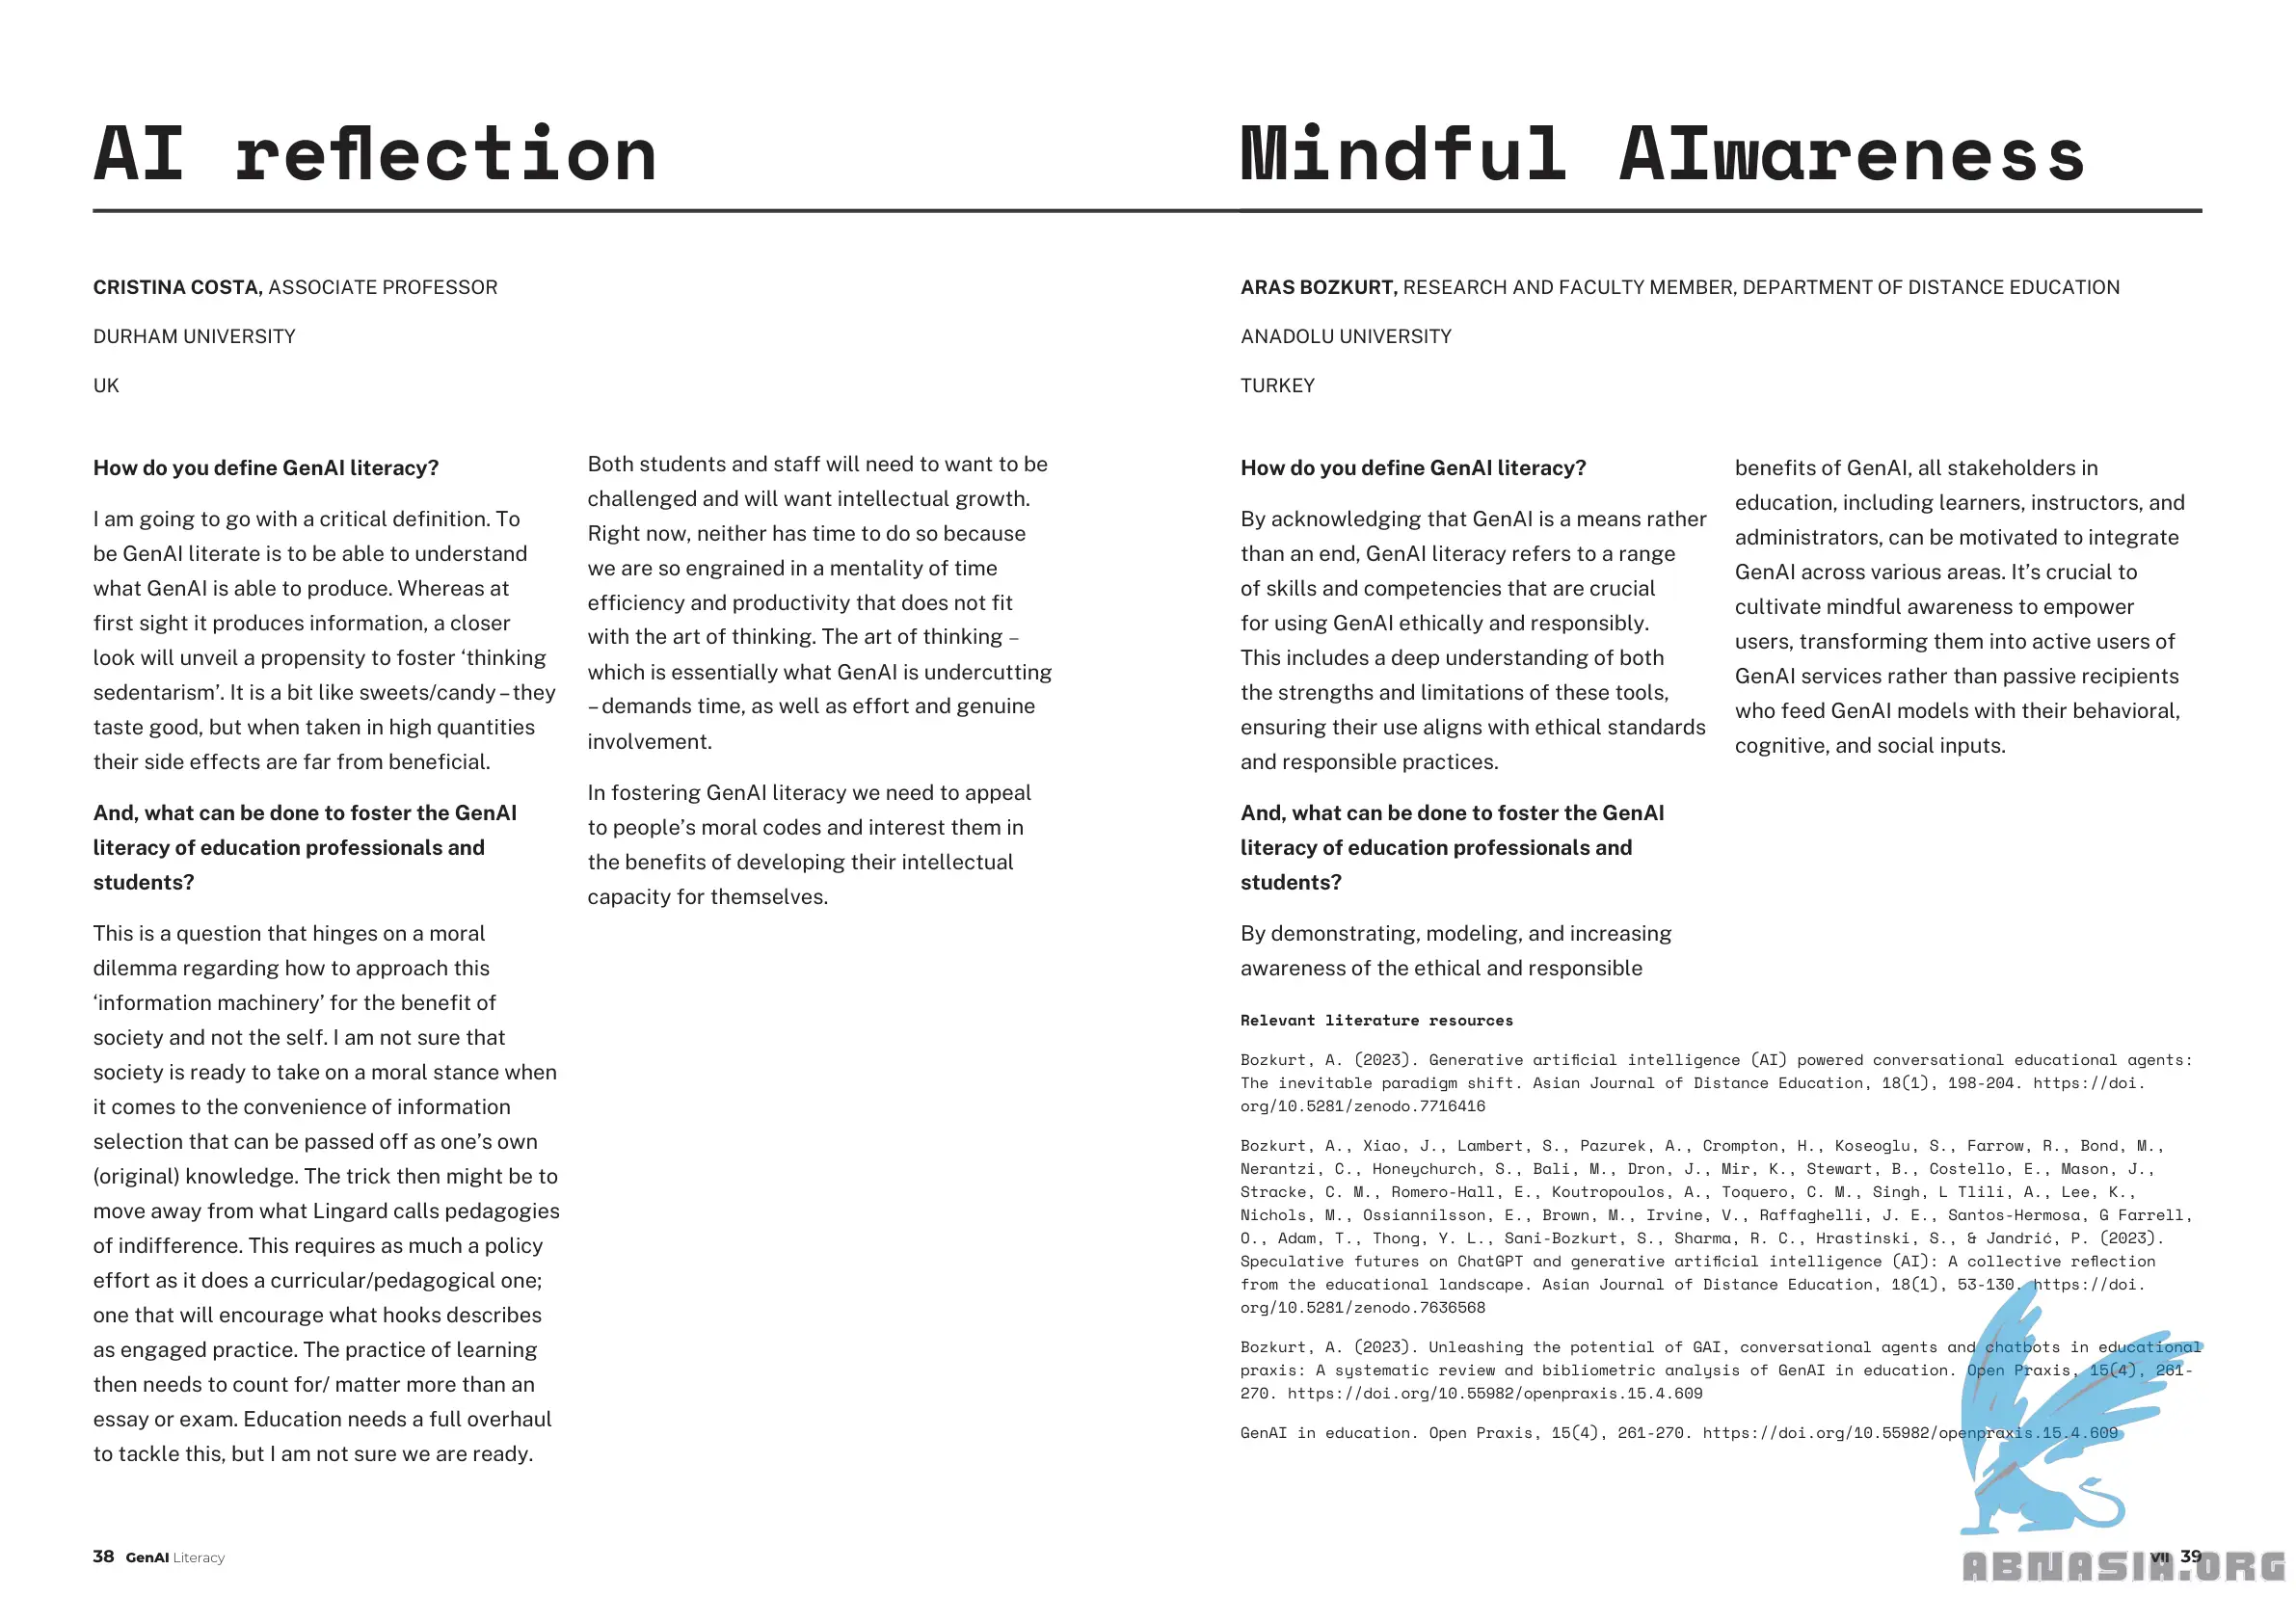 AI reflection
CRISTINA COSTA, ASSOCIATE PROFESSOR
DURHAM UNIVERSITY
UK
How do you define GenAI literacy?
I am going to go with a critical definition. To
be GenAI literate is to be able to understand
what GenAI is able to produce. Whereas at
first sight it produces information, a closer
look will unveil a propensity to foster ‘thinking
sedentarism’. It is a bit like sweets/candy – they
taste good, but when taken in high quantities
their side effects are far from beneficial.
And, what can be done to foster the GenAI
literacy of education professionals and
students?
This is a question that hinges on a moral
dilemma regarding how to approach this
‘information machinery’ for the benefit of
society and not the self. I am not sure that
society is ready to take on a moral stance when
it comes to the convenience of information
selection that can be passed off as one’s own
(original) knowledge. The trick then might be to
move away from what Lingard calls pedagogies
of indifference. This requires as much a policy
effort as it does a curricular/pedagogical one;
one that will encourage what hooks describes
as engaged practice. The practice of learning
then needs to count for/ matter more than an
essay or exam. Education needs a full overhaul
to tackle this, but I am not sure we are ready.
Both students and staff will need to want to be
challenged and will want intellectual growth.
Right now, neither has time to do so because
we are so engrained in a mentality of time
efficiency and productivity that does not fit
with the art of thinking. The art of thinking –
which is essentially what GenAI is undercutting
– demands time, as well as effort and genuine
involvement.
In fostering GenAI literacy we need to appeal
to people’s moral codes and interest them in
the benefits of developing their intellectual
capacity for themselves.
38 GenAI Literacy
Mindful AIwareness
ARAS BOZKURT, RESEARCH AND FACULTY MEMBER, DEPARTMENT OF DISTANCE EDUCATION
ANADOLU UNIVERSITY
TURKEY
How do you define GenAI literacy?
By acknowledging that GenAI is a means rather
than an end, GenAI literacy refers to a range
of skills and competencies that are crucial
for using GenAI ethically and responsibly.
This includes a deep understanding of both
the strengths and limitations of these tools,
ensuring their use aligns with ethical standards
and responsible practices.
And, what can be done to foster the GenAI
literacy of education professionals and
students?
By demonstrating, modeling, and increasing
awareness of the ethical and responsible
benefits of GenAI, all stakeholders in
education, including learners, instructors, and
administrators, can be motivated to integrate
GenAI across various areas. It’s crucial to
cultivate mindful awareness to empower
users, transforming them into active users of
GenAI services rather than passive recipients
who feed GenAI models with their behavioral,
cognitive, and social inputs.
Relevant literature resources
Bozkurt, A. (2023). Generative artificial intelligence (AI) powered conversational educational agents:
The inevitable paradigm shift. Asian Journal of Distance Education, 18(1), 198-204. https://doi.
org/10.5281/zenodo.7716416
Bozkurt, A., Xiao, J., Lambert, S., Pazurek, A., Crompton, H., Koseoglu, S., Farrow, R., Bond, M.,
Nerantzi, C., Honeychurch, S., Bali, M., Dron, J., Mir, K., Stewart, B., Costello, E., Mason, J.,
Stracke, C. M., Romero-Hall, E., Koutropoulos, A., Toquero, C. M., Singh, L Tlili, A., Lee, K.,
Nichols, M., Ossiannilsson, E., Brown, M., Irvine, V., Raffaghelli, J. E., Santos-Hermosa, G Farrell,
O., Adam, T., Thong, Y. L., Sani-Bozkurt, S., Sharma, R. C., Hrastinski, S., & Jandrić, P. (2023).
Speculative futures on ChatGPT and generative artificial intelligence (AI): A collective reflection
from the educational landscape. Asian Journal of Distance Education, 18(1), 53-130. https://doi.
org/10.5281/zenodo.7636568
Bozkurt, A. (2023). Unleashing the potential of GAI, conversational agents and chatbots in educational
praxis: A systematic review and bibliometric analysis of GenAI in education. Open Praxis, 15(4), 261-
270. https://doi.org/10.55982/openpraxis.15.4.609
GenAI in education. Open Praxis, 15(4), 261-270. https://doi.org/10.55982/openpraxis.15.4.609
VII 39
ABNASIA.ORG